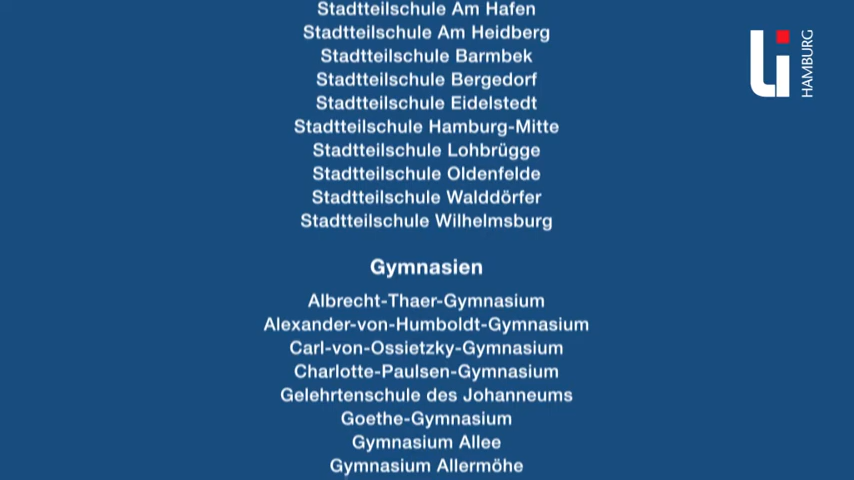 Stadtteilschule Am Hafen
Stadtteilschule Am Heidberg
Stadtteilschule Barmbek
Stadtteilschule Bergedorf
Stadtteilschule Eidelstedt
Stadtteilschule Hamburg-Mitte
Stadtteilschule Lohbrügge
Stadtteilschule Oldenfelde
Stadtteilschule Walddörfer
Stadtteilschule Wilhelmsburg
Gymnasien
Albrecht-Thaer-Gymnasium
Alexander-von-Humboldt-Gymnasium
Carl-von-Ossietzky-Gymnasium
Charlotte-Paulsen-Gymnasium
Gelehrtenschule des Johanneums
Goethe-Gymnasium
Gymnasium Allee
Gymnasium Allermöhe
Li HAMBURG